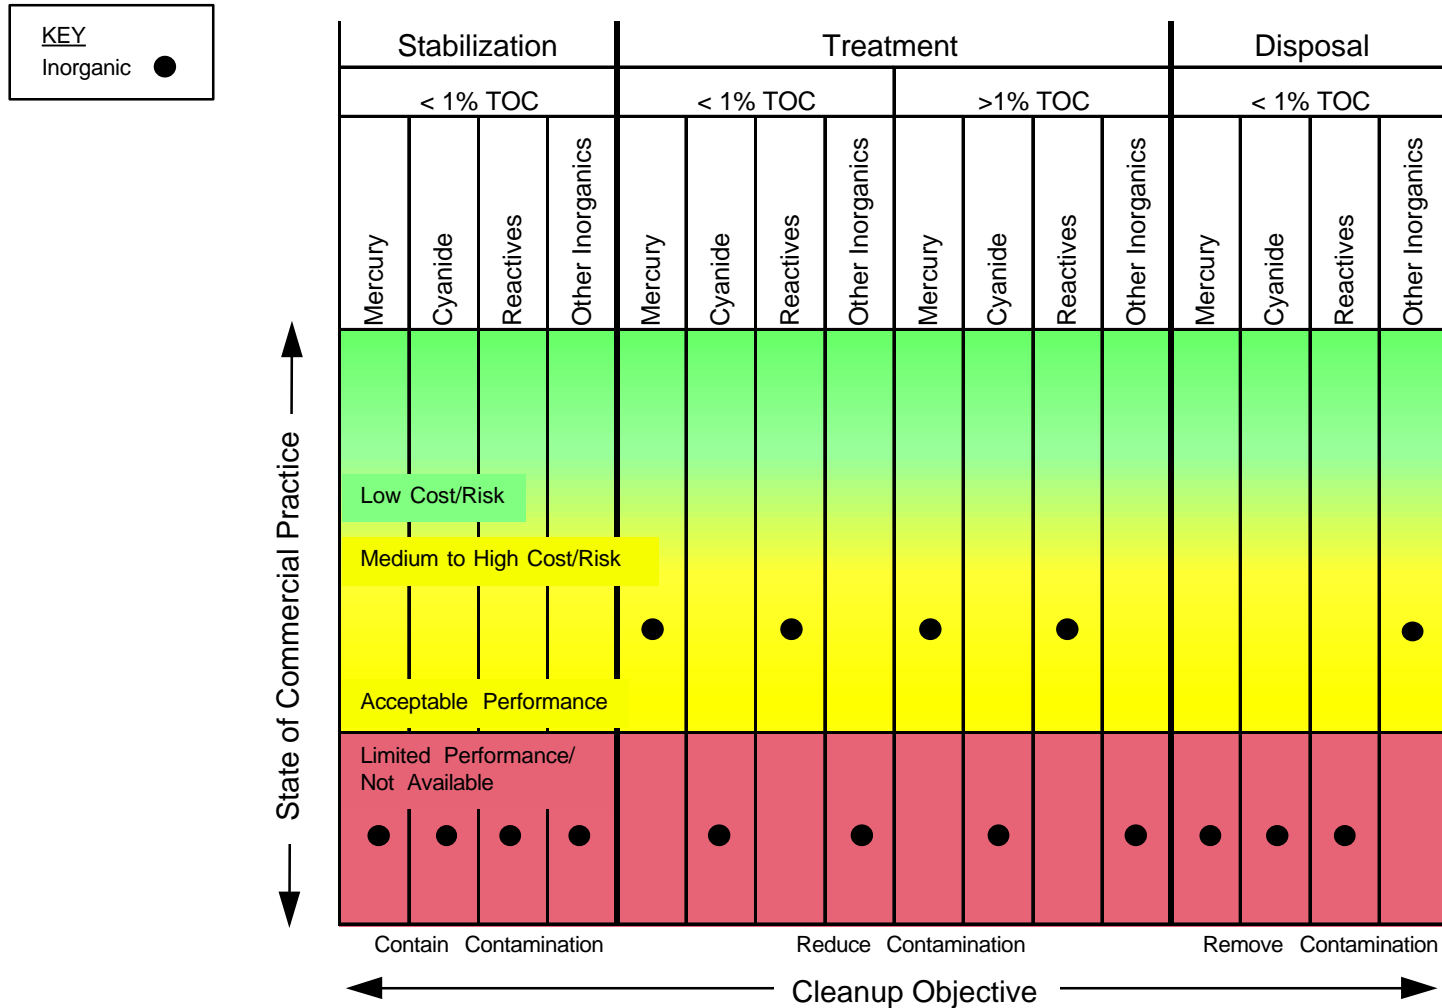 KEY
Inorganic
Stabilization Treatment Disposal
< 1% TOC < 1% TOC >1% TOC < 1% TOC
Mercury Cyanide Reactives Other Inorganics Mercury Cyanide Reactives Other Inorganics Mercury Cyanide Reactives Other Inorganics Mercury Cyanide Reactives Other Inorganics
State of Commercial Practice
Low Cost/Risk
Medium to High Cost/Risk
Acceptable Performance
Limited Performance/
Not Available
Contain Contamination Reduce Contamination Remove Contamination
Cleanup Objective